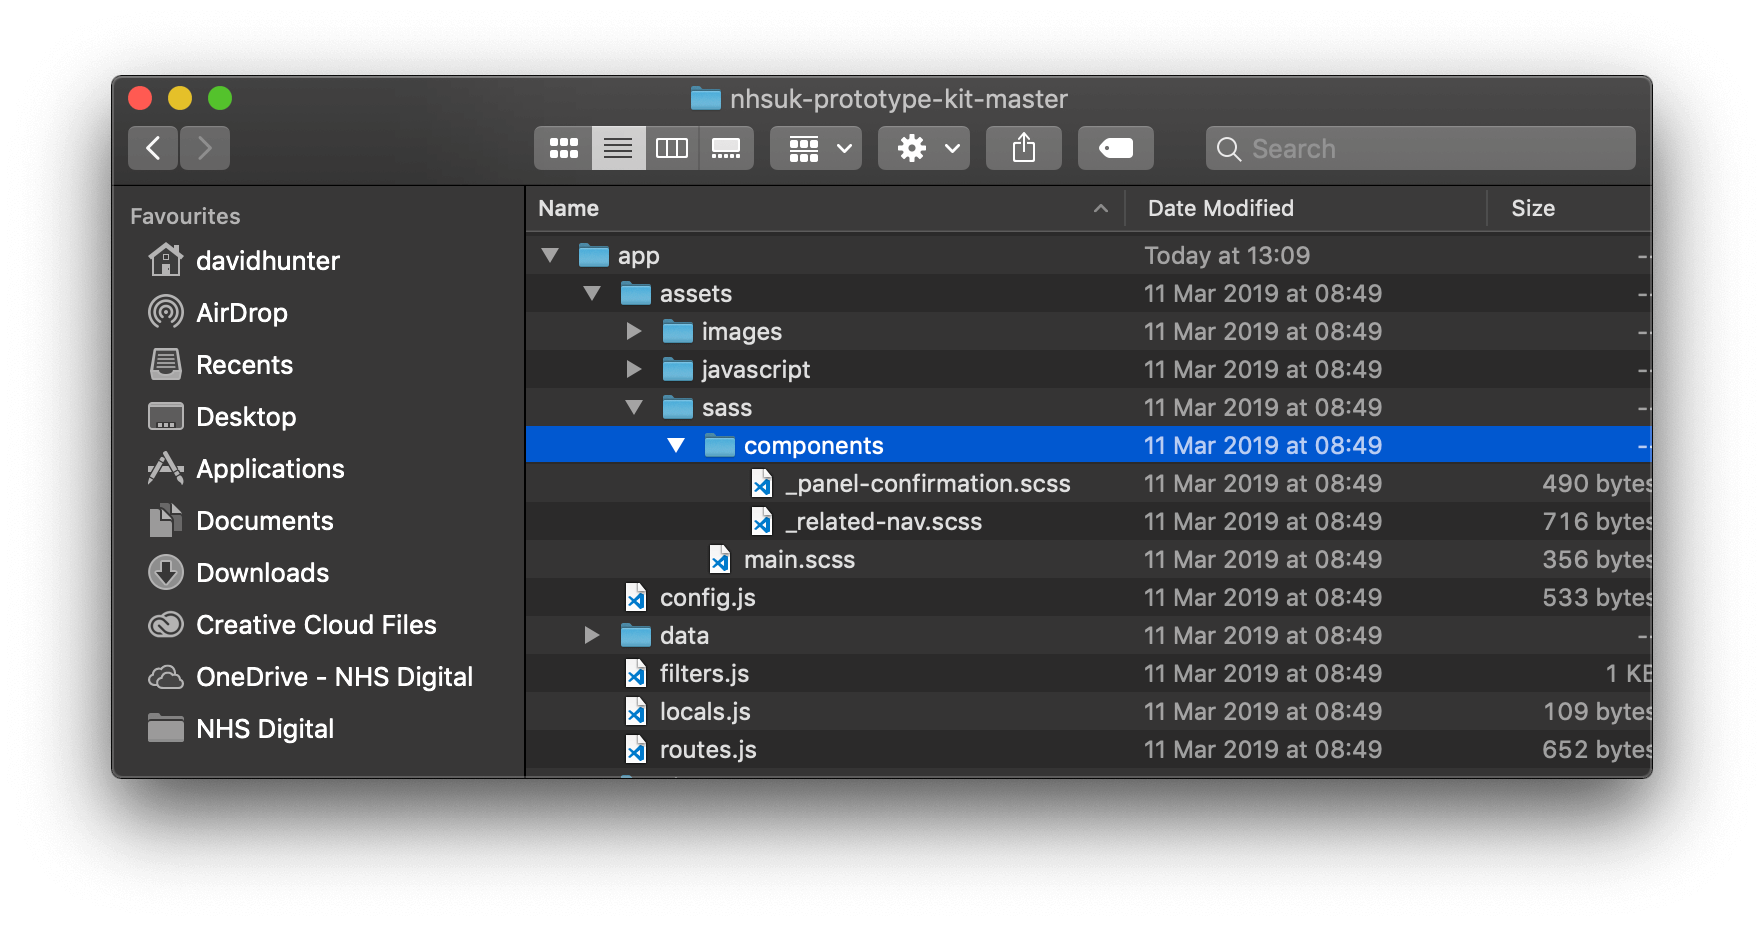 nhsuk-prototype-kit-master
Search
Favourites
davidhunter
AirDrop
Recents
Desktop
Applications
Documents
Downloads
Creative Cloud Files
OneDrive - NHS Digital
NHS Digital
Name Date Modified Size
app Today at 13:09 --
assets 11 Mar 2019 at 08:49 --
images 11 Mar 2019 at 08:49 --
javascript 11 Mar 2019 at 08:49 --
sass 11 Mar 2019 at 08:49 --
components 11 Mar 2019 at 08:49 --
_panel-confirmation.scss 11 Mar 2019 at 08:49 490 bytes
_related-nav.scss 11 Mar 2019 at 08:49 716 bytes
main.scss 11 Mar 2019 at 08:49 356 bytes
config.js 11 Mar 2019 at 08:49 533 bytes
data 11 Mar 2019 at 08:49 --
filters.js 11 Mar 2019 at 08:49 1 KB
locals.js 11 Mar 2019 at 08:49 109 bytes
routes.js 11 Mar 2019 at 08:49 652 bytes